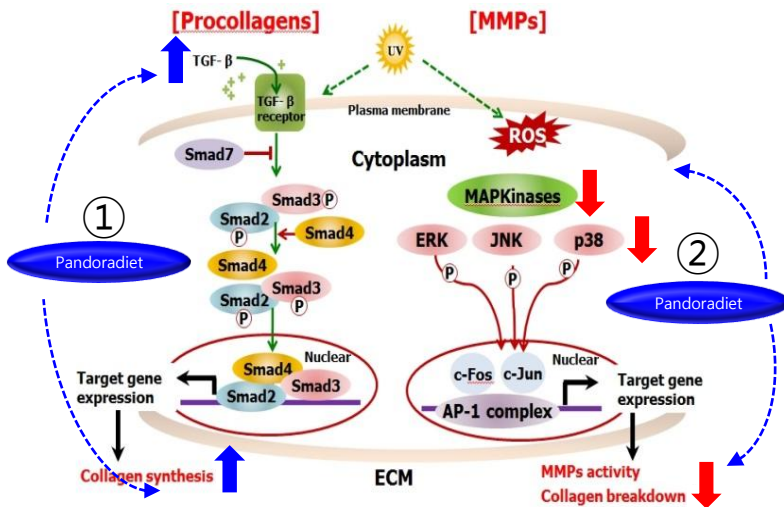 [Procollagens]
[MMPs]
TGF- β
UV
TGF- β
receptor
Plasma membrane
ROS
Smad7
Cytoplasm
Smad3
P
MAPKinases
①
Smad2
P
Smad4
ERK
JNK
p38
②
Pandoradiet
Smad4
P
P
P
Pandoradiet
Smad2
Smad3
P
P
Nuclear
Nuclear
Smad4
c-Fos
c-Jun
Target gene
expression
Smad2
Smad3
AP-1 complex
Target gene
expression
Collagen synthesis
ECM
MMPs activity
Collagen breakdown